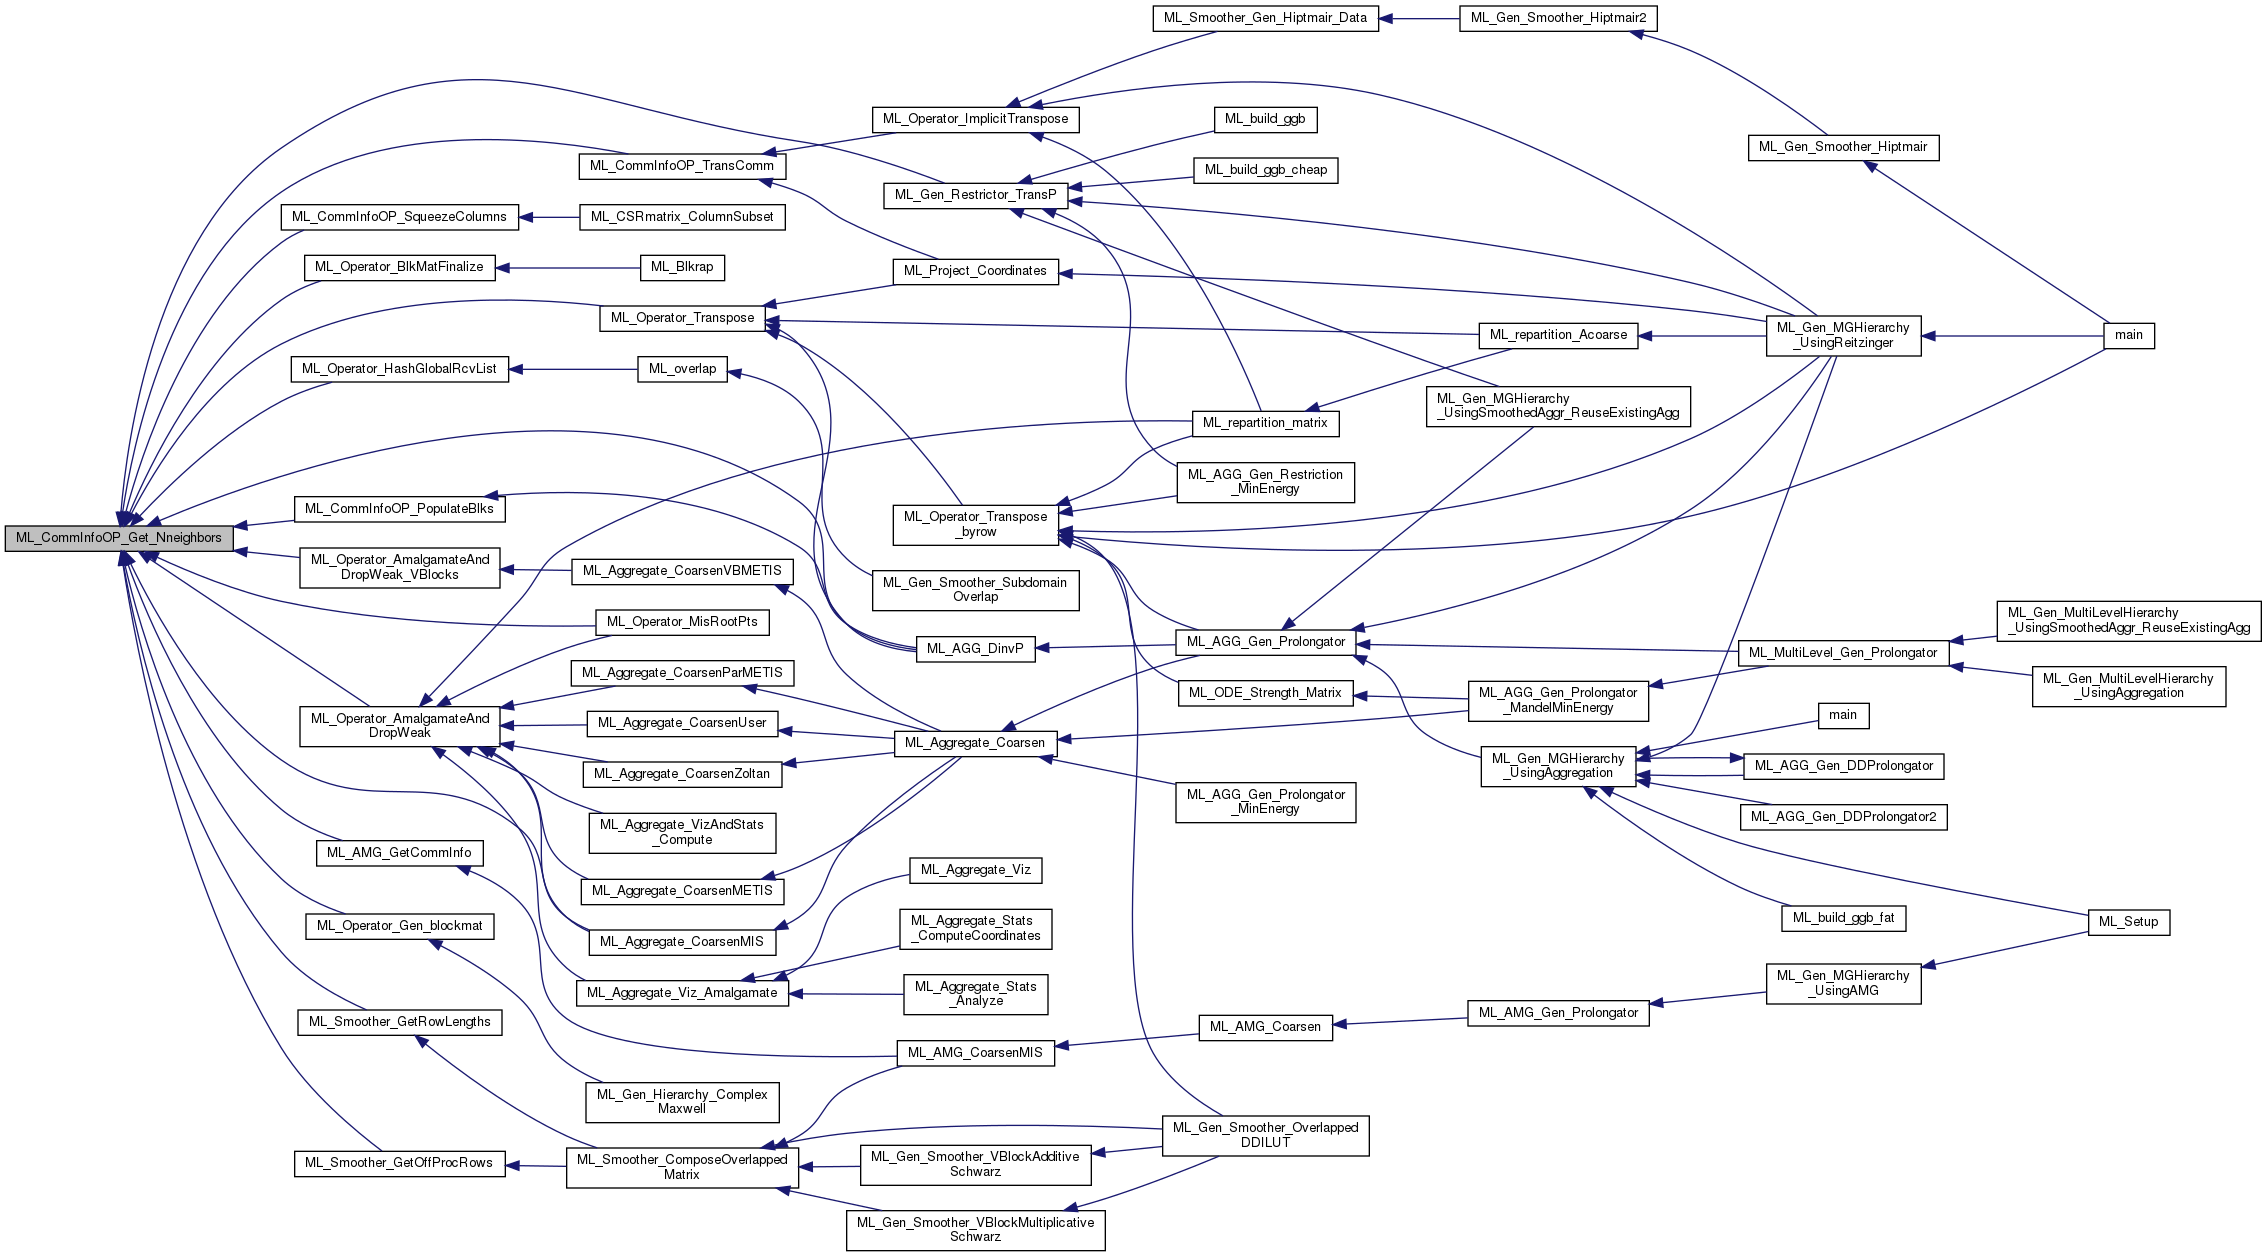 ML_Smoother_Gen_Hiptmair_Data
ML_Gen_Smoother_Hiptmair2
ML_Operator_ImplicitTranspose
ML_build_ggb
ML_Gen_Smoother_Hiptmair
ML_CommInfoOP_TransComm
ML_build_ggb_cheap
ML_Gen_Restrictor_TransP
ML_CommInfoOP_SqueezeColumns
ML_CSRmatrix_ColumnSubset
ML_Operator_BlkMatFinalize
ML_Blkrap
ML_Project_Coordinates
ML_Operator_Transpose
ML_repartition_Acoarse
ML_Gen_MGHierarchy
_UsingReitzinger
main
ML_Operator_HashGlobalRcvList
ML_overlap
ML_Gen_MGHierarchy
_UsingSmoothedAggr_ReuseExistingAgg
ML_repartition_matrix
ML_AGG_Gen_Restriction
_MinEnergy
ML_CommInfoOP_PopulateBlks
ML_Operator_Transpose
_byrow
ML_CommInfoOP_Get_Nneighbors
ML_Operator_AmalgamateAnd
DropWeak_VBlocks
ML_Aggregate_CoarsenVBMETIS
ML_Gen_Smoother_Subdomain
Overlap
ML_Operator_MisRootPts
ML_AGG_DinvP
ML_AGG_Gen_Prolongator
ML_MultiLevel_Gen_Prolongator
ML_Gen_MultiLevelHierarchy
_UsingSmoothedAggr_ReuseExistingAgg
ML_Gen_MultiLevelHierarchy
_UsingAggregation
ML_Aggregate_CoarsenParMETIS
ML_ODE_Strength_Matrix
ML_AGG_Gen_Prolongator
_MandelMinEnergy
ML_Operator_AmalgamateAnd
DropWeak
ML_Aggregate_CoarsenUser
main
ML_Aggregate_Coarsen
ML_Aggregate_CoarsenZoltan
ML_Gen_MGHierarchy
_UsingAggregation
ML_AGG_Gen_DDProlongator
ML_AGG_Gen_Prolongator
_MinEnergy
ML_AGG_Gen_DDProlongator2
ML_Aggregate_VizAndStats
_Compute
ML_AMG_GetCommInfo
ML_Aggregate_Viz
ML_Aggregate_CoarsenMETIS
ML_Operator_Gen_blockmat
ML_Aggregate_Stats
_ComputeCoordinates
ML_build_ggb_fat
ML_Setup
ML_Aggregate_CoarsenMIS
ML_Aggregate_Viz_Amalgamate
ML_Aggregate_Stats
_Analyze
ML_Gen_MGHierarchy
_UsingAMG
ML_Smoother_GetRowLengths
ML_AMG_Gen_Prolongator
ML_AMG_Coarsen
ML_AMG_CoarsenMIS
ML_Gen_Hierarchy_Complex
Maxwell
ML_Gen_Smoother_Overlapped
DDILUT
ML_Smoother_GetOffProcRows
ML_Smoother_ComposeOverlapped
Matrix
ML_Gen_Smoother_VBlockAdditive
Schwarz
ML_Gen_Smoother_VBlockMultiplicative
Schwarz